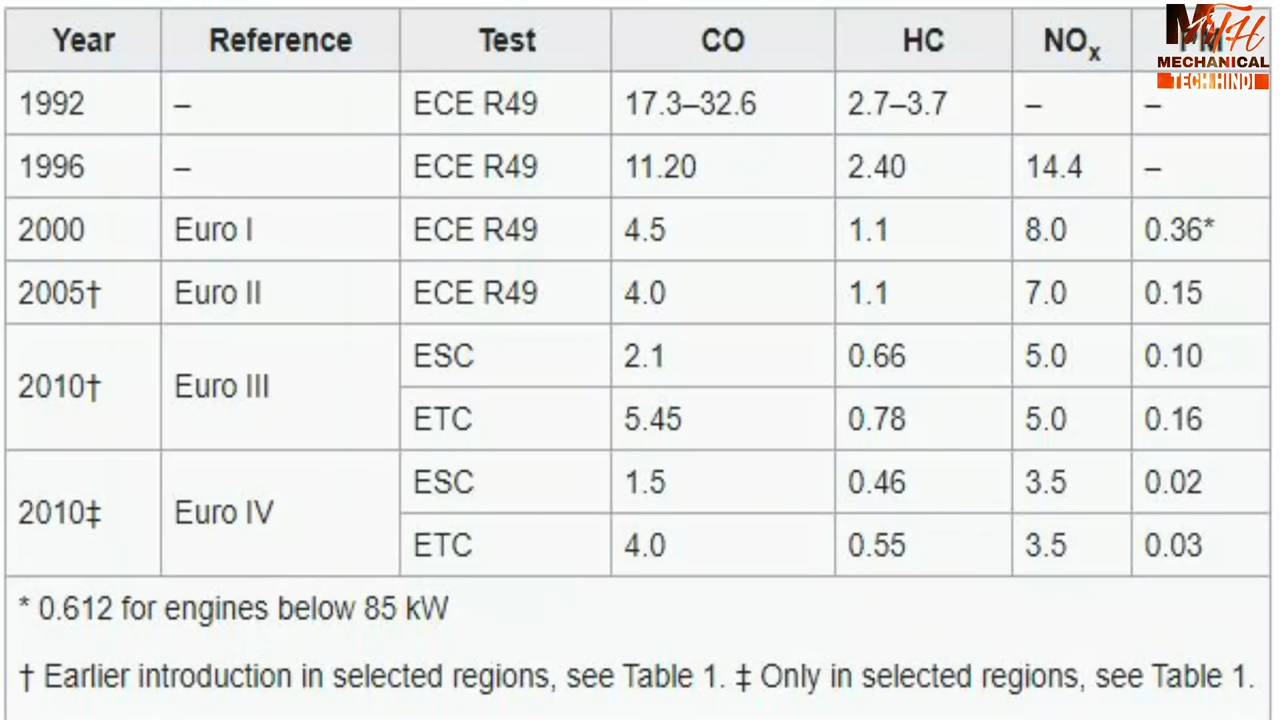 Year Reference Test CO HC NOx PM
1992 – ECE R49 17.3–32.6 2.7–3.7 – –
1996 – ECE R49 11.20 2.40 14.4 –
2000 Euro I ECE R49 4.5 1.1 8.0 0.36*
2005† Euro II ECE R49 4.0 1.1 7.0 0.15
2010† Euro III ESC 2.1 0.66 5.0 0.10
ETC 5.45 0.78 5.0 0.16
2010‡ Euro IV ESC 1.5 0.46 3.5 0.02
ETC 4.0 0.55 3.5 0.03
* 0.612 for engines below 85 kW
† Earlier introduction in selected regions, see Table 1. ‡ Only in selected regions, see Table 1.
MTH
MECHANICAL
TECH HINDI